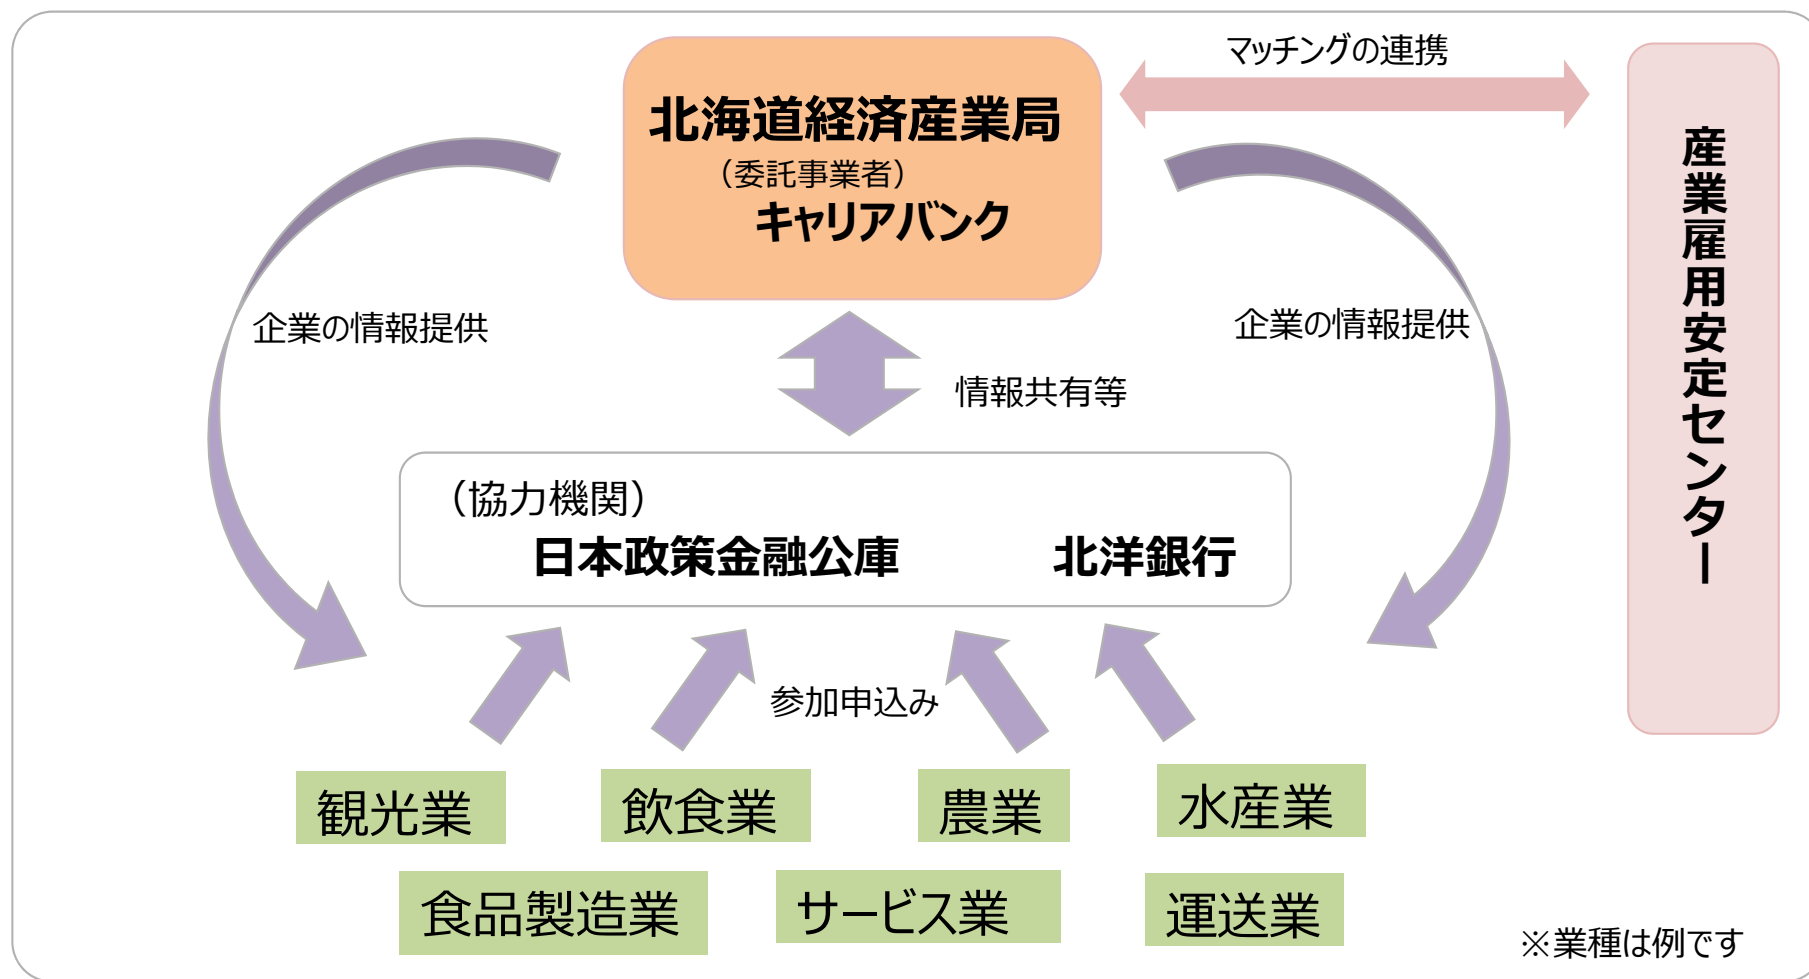 マッチングの連携
北海道経済産業局
（委託事業者）
キャリアバンク
産業雇用安定センター
企業の情報提供
企業の情報提供
情報共有等
（協力機関）
日本政策金融公庫 北洋銀行
参加申込み
観光業 飲食業 農業 水産業
食品製造業 サービス業 運送業
※業種は例です